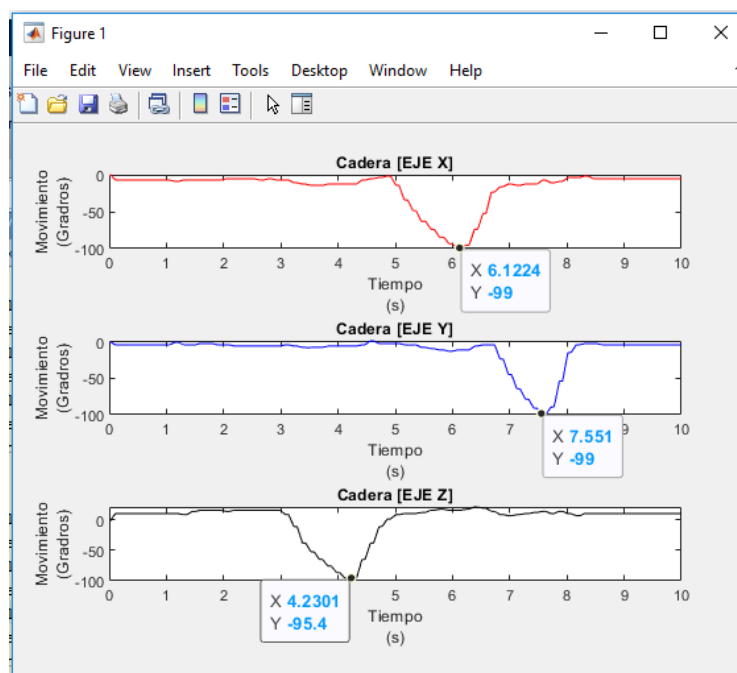 Figure 1
File Edit View Insert Tools Desktop Window Help
Cadera [EJE X]
Movimiento
(Gradros)
0
-50
-100
0 1 2 3 4 5 6 7 8 9 10
X 6.1224
Y -99
Tiempo
(s)
Cadera [EJE Y]
Movimiento
(Gradros)
0
-50
-100
0 1 2 3 4 5 6 7 8 9 10
X 7.551
Y -99
Tiempo
(s)
Cadera [EJE Z]
Movimiento
(Gradros)
0
-50
-100
0 1 2 3 4 5 6 7 8 9 10
X 4.2301
Y -95.4
Tiempo
(s)